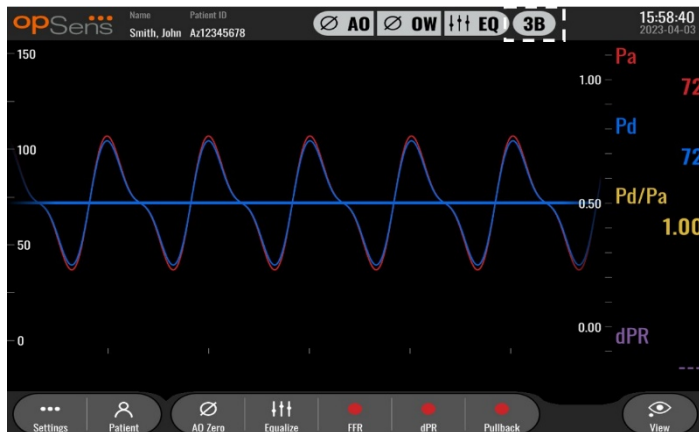 opSens
Name Patient ID
Smith, John Az12345678
AO OW EQ 3B
15:58:40
2023-04-03
150
100
50
0
1.00
0.50
0.00
Pa
72
Pd
72
Pd/Pa
1.00
dPR
---
Settings Patient AO Zero Equalize FFR dPR Pullback View